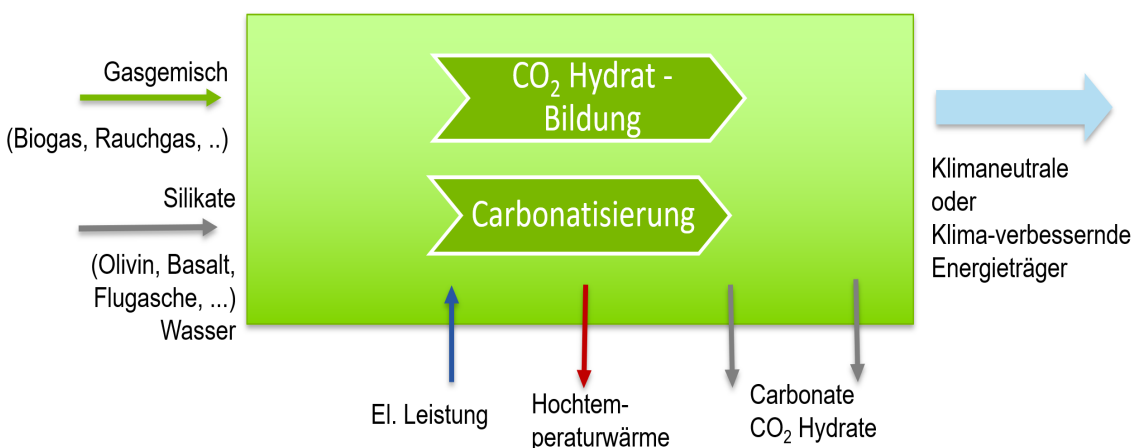 Gasgemisch
(Biogas, Rauchgas, ..)
Silikate
(Olivin, Basalt,
Flugasche, ...)
Wasser
CO₂ Hydrat -
Bildung
Carbonatisierung
Klimaneutrale
oder
Klima-verbessernde
Energieträger
El. Leistung
Hochtem-
peraturwärme
Carbonate
CO₂ Hydrate